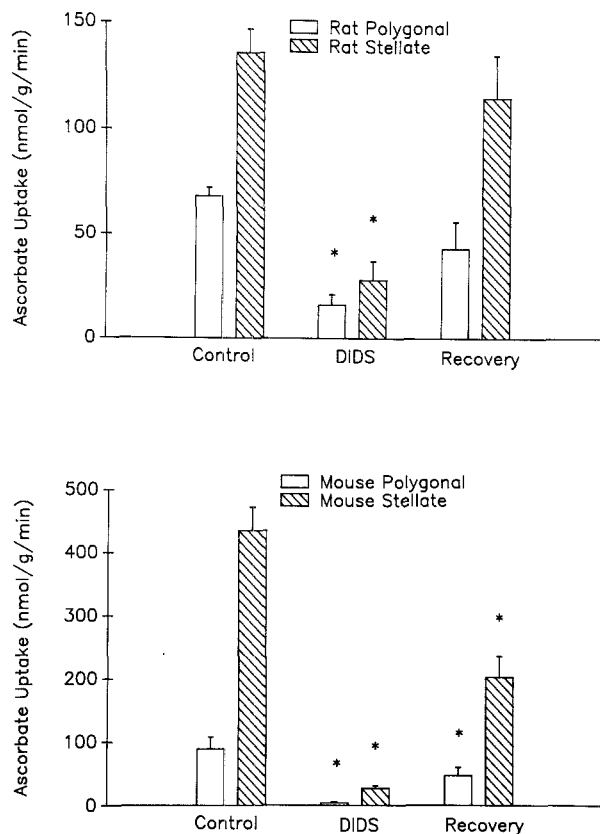 Ascorbate Uptake (nmol/g/min)
150
100
50
0
Rat Polygonal
Rat Stellate
*
*
Control
DIDS
Recovery
Ascorbate Uptake (nmol/g/min)
500
400
300
200
100
0
Mouse Polygonal
Mouse Stellate
*
*
*
*
Control
DIDS
Recovery